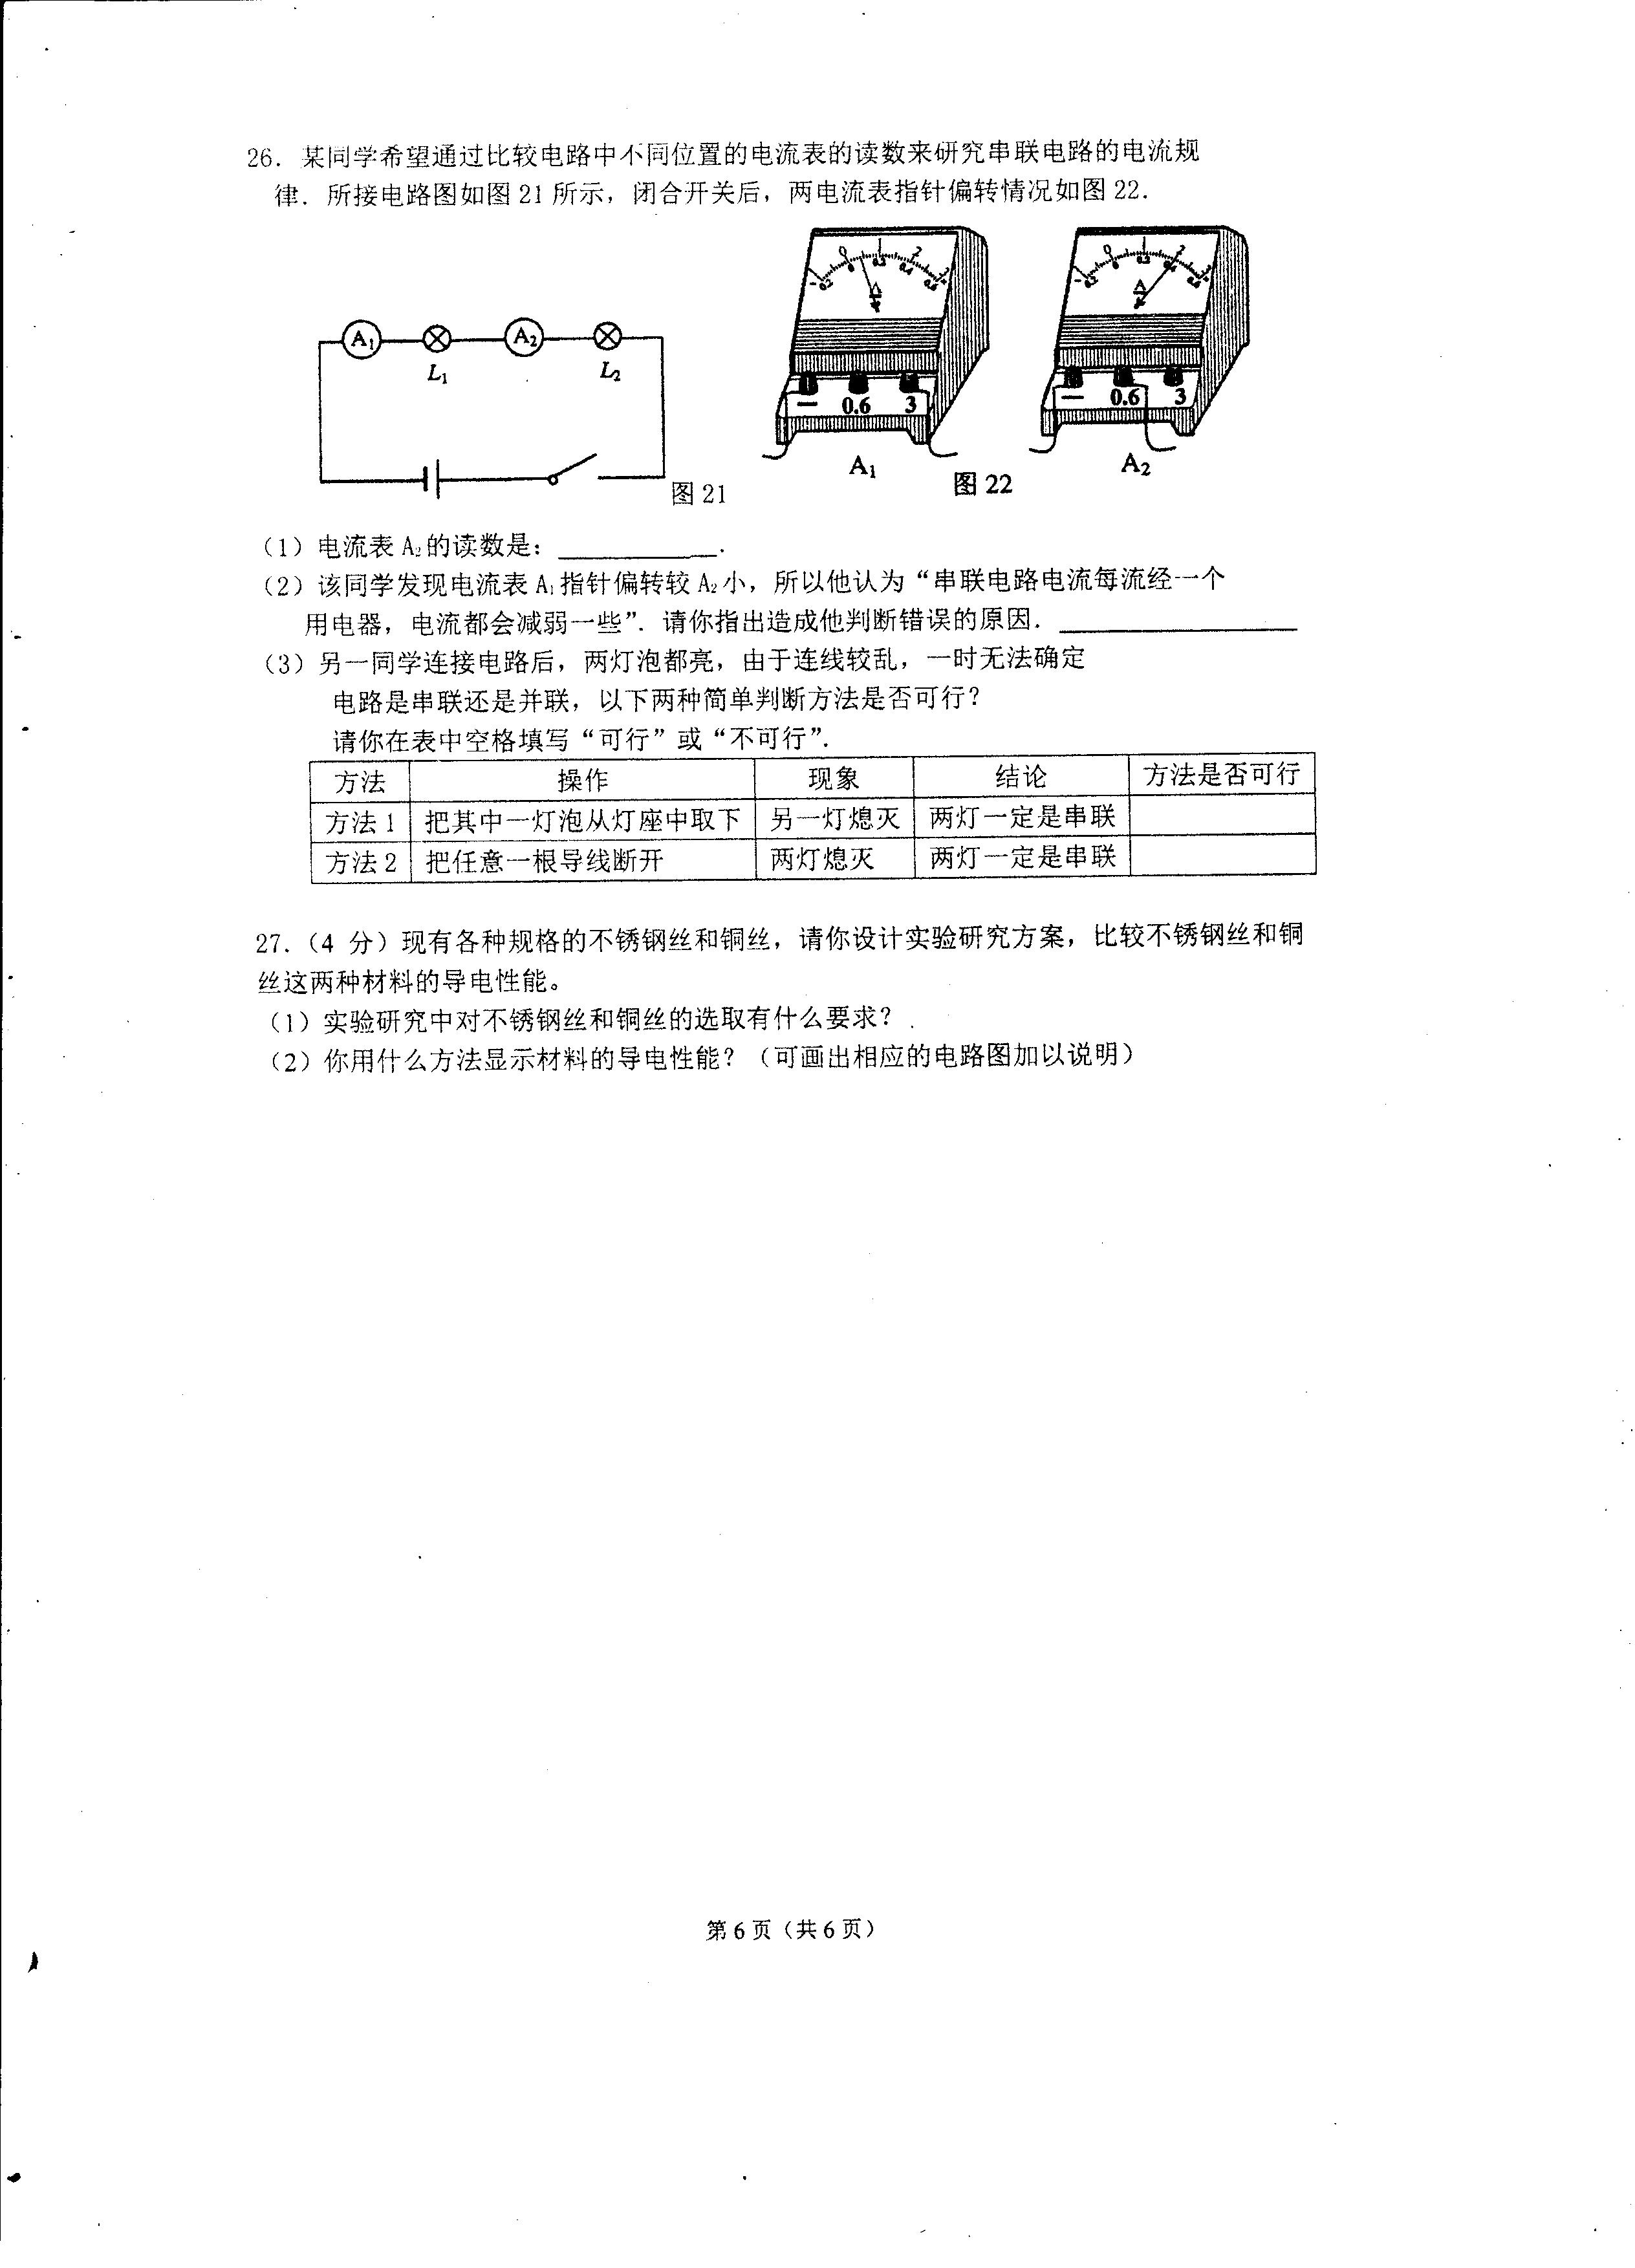 26. 某同学希望通过比较电路中不同位置的电流表的读数来研究串联电路的电流规
律. 所接电路图如图 21 所示, 闭合开关后, 两电流表指针偏转情况如图 22.
A₁
L₁
A₂
L₂
图 21
0 2
-0.2 0 0.2 0.4 0.6
A
— 0.6 3
A₁
0 2
-0.2 0 0.2 0.6
A
— 0.6 3
A₂
图 22
(1) 电流表 A₂的读数是: ____________.
(2) 该同学发现电流表 A₁指针偏转较 A₂小, 所以他认为“串联电路电流每流经一个
用电器, 电流都会减弱一些”. 请你指出造成他判断错误的原因. __________________
(3) 另一同学连接电路后, 两灯泡都亮, 由于连线较乱, 一时无法确定
电路是串联还是并联, 以下两种简单判断方法是否可行?
请你在表中空格填写“可行”或“不可行”.
方法 操作 现象 结论 方法是否可行
方法 1 把其中一灯泡从灯座中取下 另一灯熄灭 两灯一定是串联
方法 2 把任意一根导线断开 两灯熄灭 两灯一定是串联
27. (4 分) 现有各种规格的不锈钢丝和铜丝, 请你设计实验研究方案, 比较不锈钢丝和铜
丝这两种材料的导电性能。
(1) 实验研究中对不锈钢丝和铜丝的选取有什么要求?
(2) 你用什么方法显示材料的导电性能? (可画出相应的电路图加以说明)
第 6 页 (共 6 页)